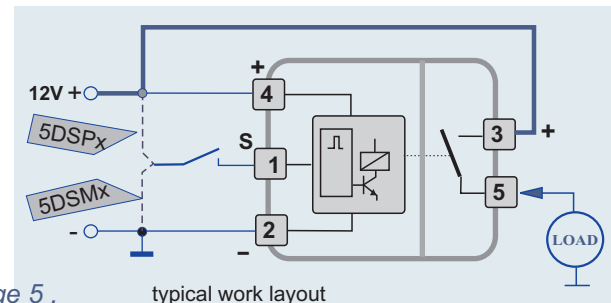 +
12V +
4
3
+
5DSPx
S
1
5
5DSMx
2
-
–
LOAD
ge 5 .
typical work layout